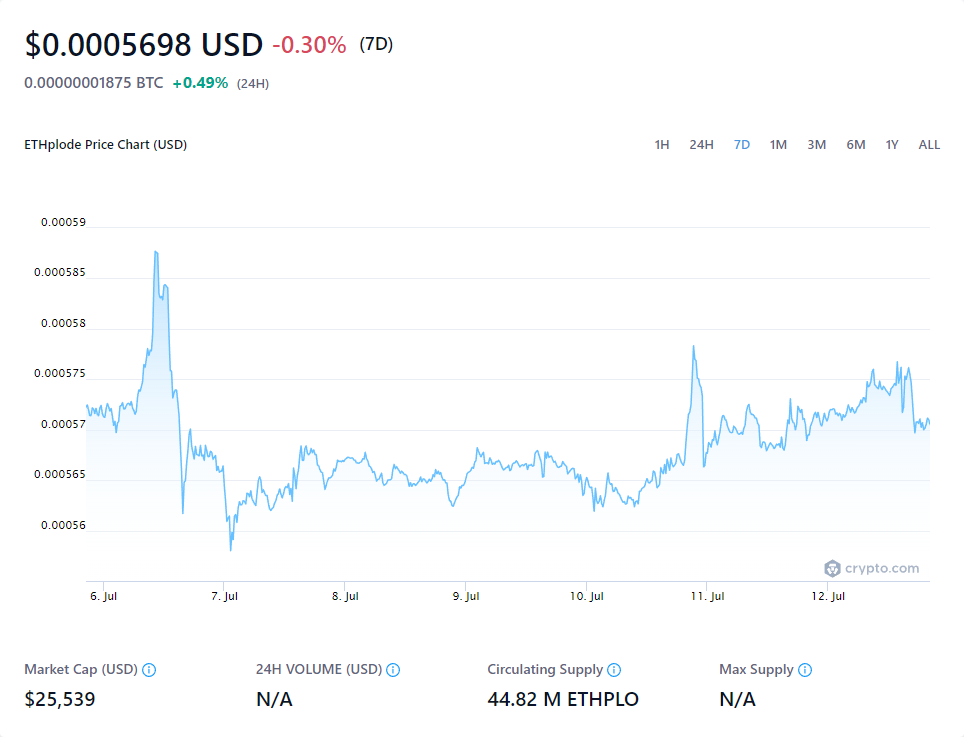 $0.0005698 USD -0.30% (7D)
0.00000001875 BTC +0.49% (24H)
ETHplode Price Chart (USD) 1H 24H 7D 1M 3M 6M 1Y ALL
0.00059
0.000585
0.00058
0.000575
0.00057
0.000565
0.00056
crypto.com
6. Jul 7. Jul 8. Jul 9. Jul 10. Jul 11. Jul 12. Jul
Market Cap (USD) 24H VOLUME (USD) Circulating Supply Max Supply
$25,539 N/A 44.82 M ETHPLO N/A